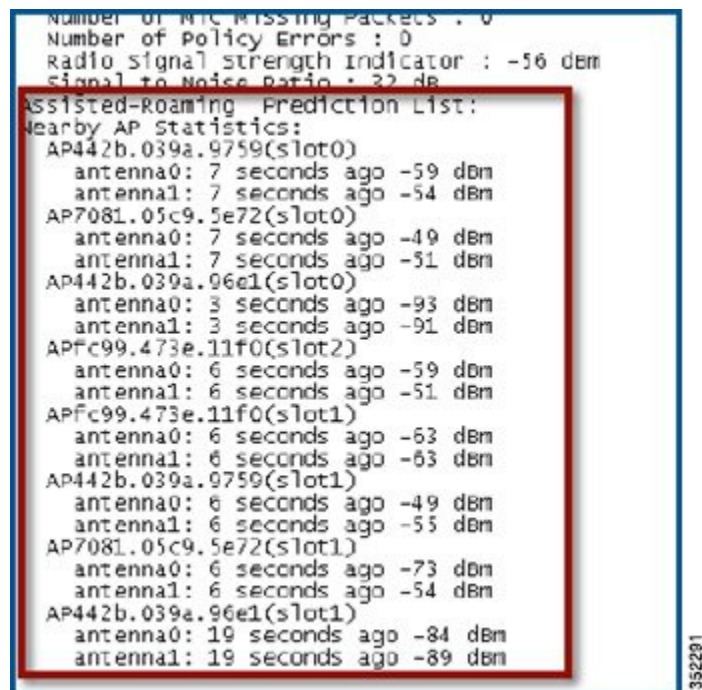 Number of MIC Missing Packets : 0
Number of Policy Errors : 0
Radio Signal Strength Indicator : -56 dBm
Signal to Noise Ratio : 32 dB
Assisted-Roaming Prediction List:
Nearby AP Statistics:
AP442b.039a.9759(slot0)
antenna0: 7 seconds ago -59 dBm
antenna1: 7 seconds ago -54 dBm
AP7081.05c9.5e72(slot0)
antenna0: 7 seconds ago -49 dBm
antenna1: 7 seconds ago -51 dBm
AP442b.039a.96e1(slot0)
antenna0: 3 seconds ago -93 dBm
antenna1: 3 seconds ago -91 dBm
APfc99.473e.11f0(slot2)
antenna0: 6 seconds ago -59 dBm
antenna1: 6 seconds ago -51 dBm
APfc99.473e.11f0(slot1)
antenna0: 6 seconds ago -63 dBm
antenna1: 6 seconds ago -63 dBm
AP442b.039a.9759(slot1)
antenna0: 6 seconds ago -49 dBm
antenna1: 6 seconds ago -55 dBm
AP7081.05c9.5e72(slot1)
antenna0: 6 seconds ago -73 dBm
antenna1: 6 seconds ago -54 dBm
AP442b.039a.96e1(slot1)
antenna0: 19 seconds ago -84 dBm
antenna1: 19 seconds ago -89 dBm
352291